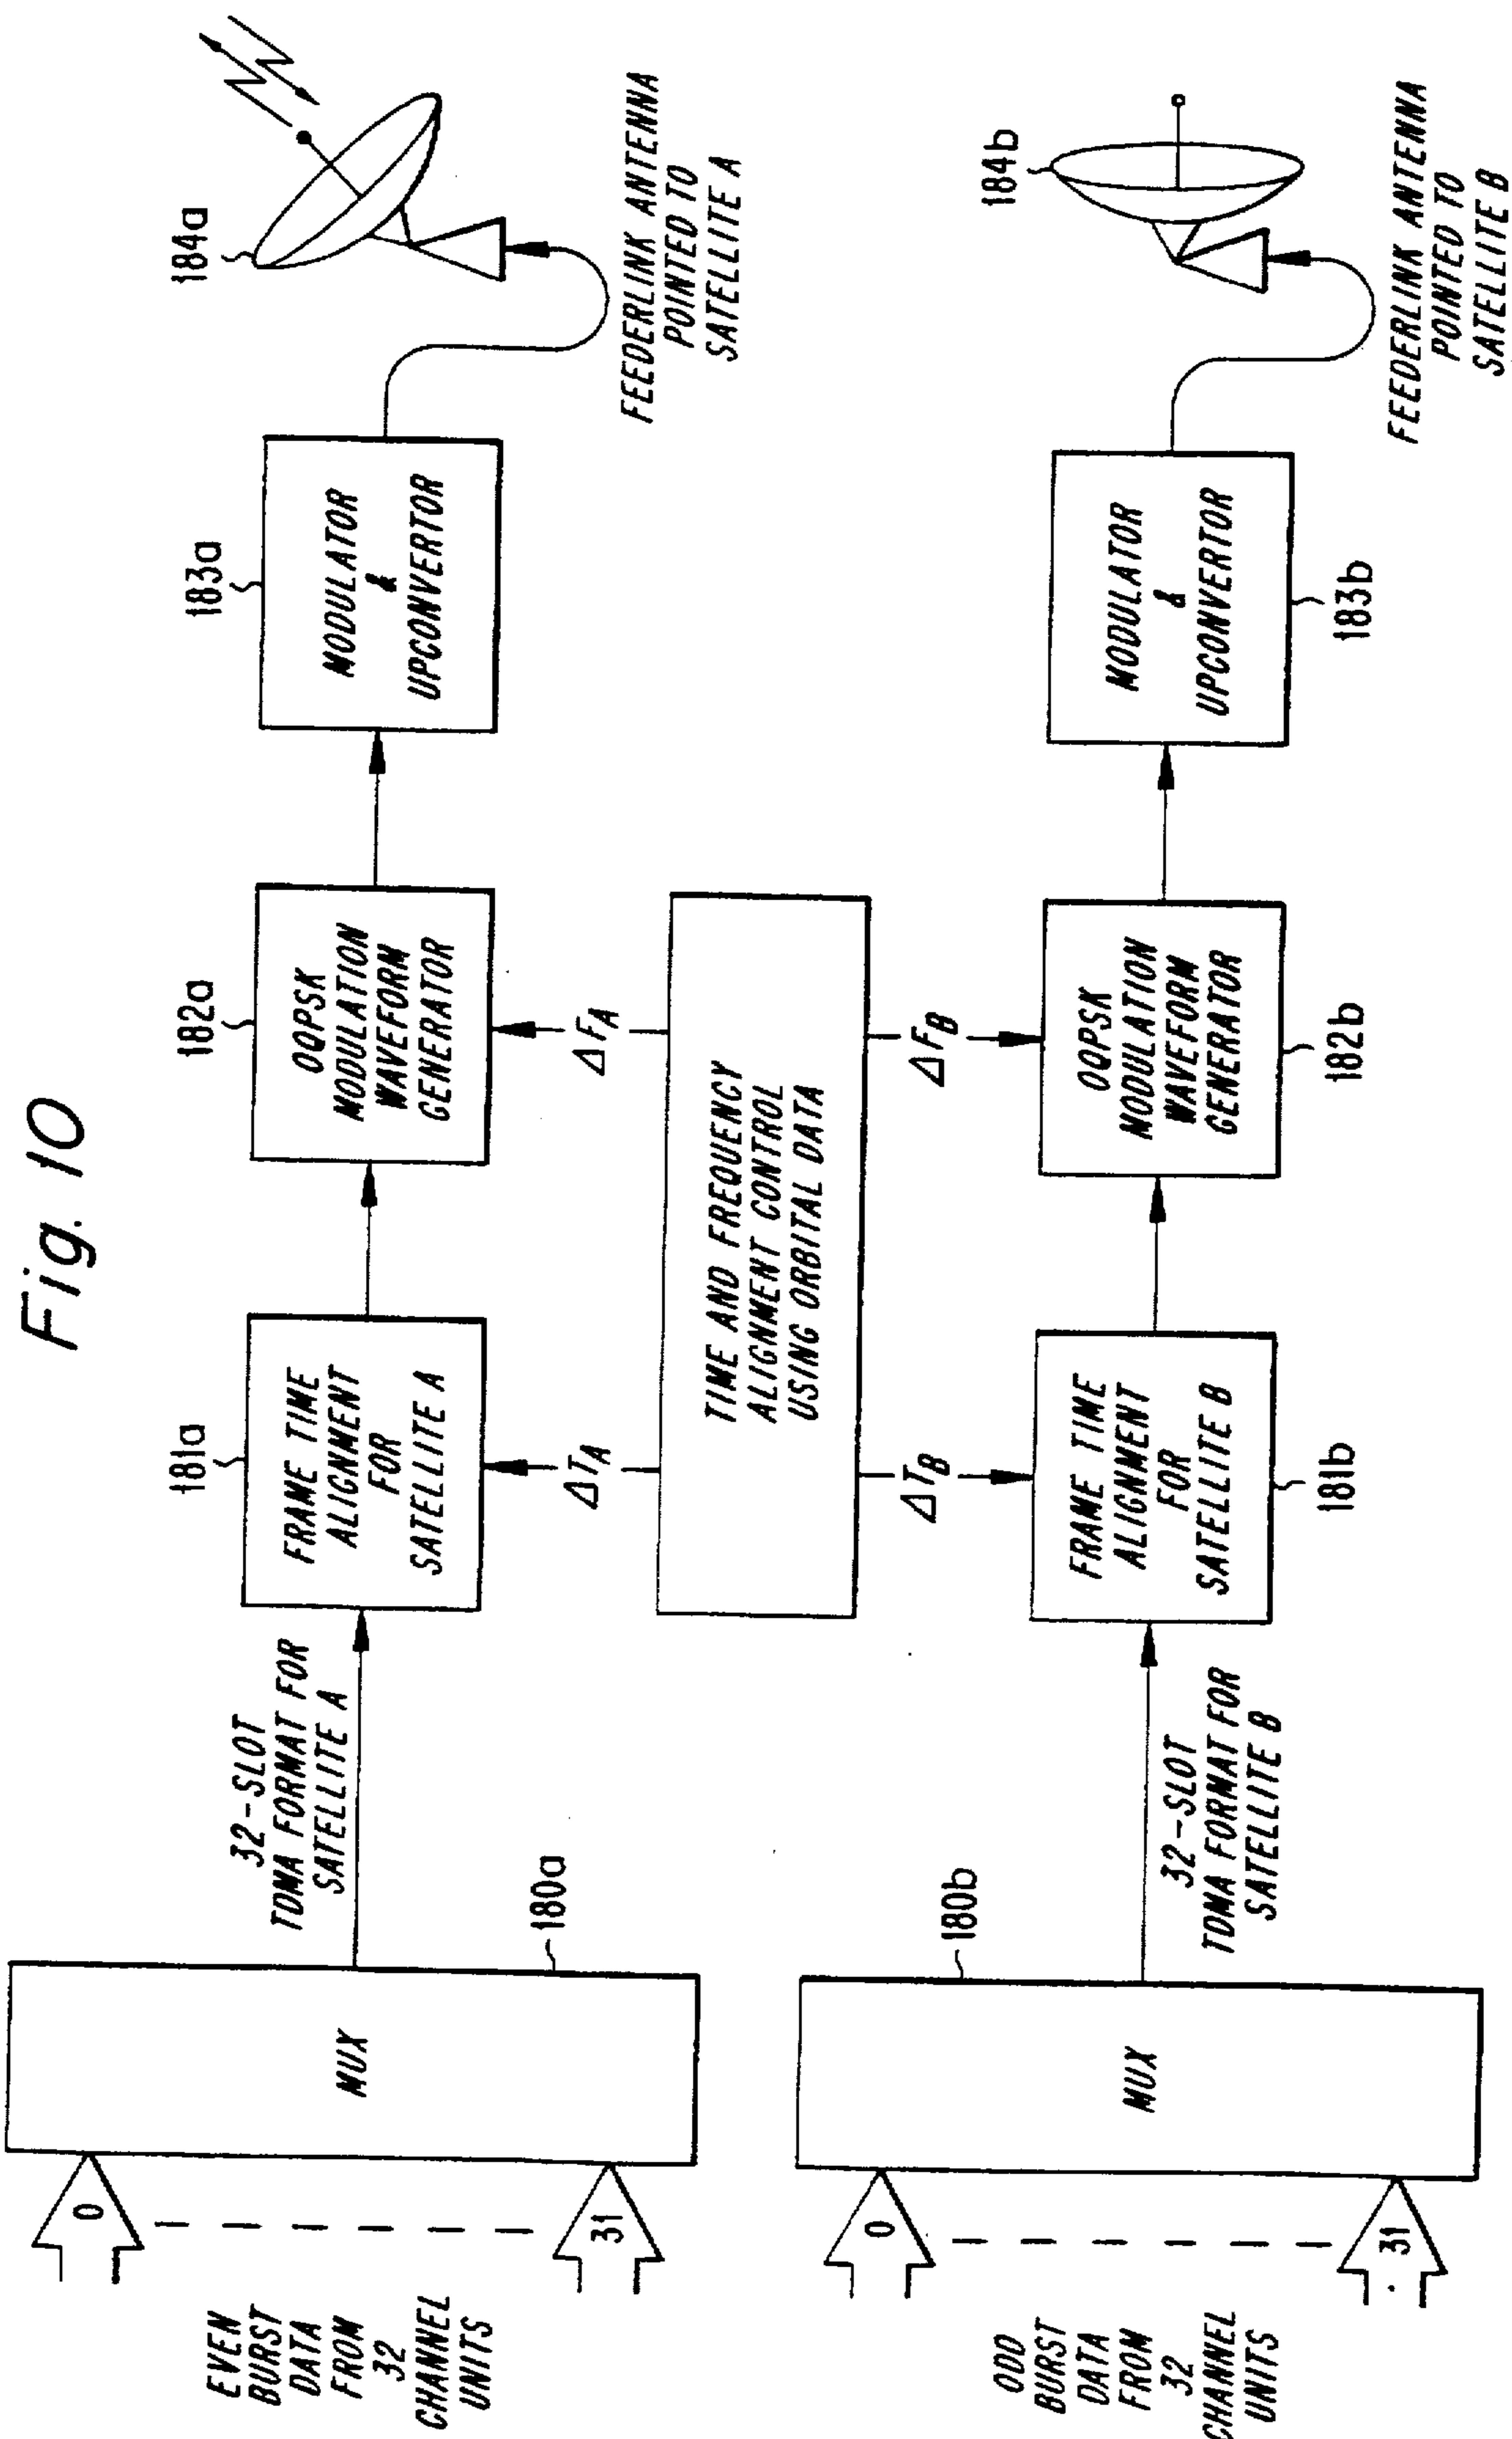 Fig. 10
EVEN
BURST
DATA
FROM
32
CHANNEL
UNITS
0
31
MUX
180a
32-SLOT
TDMA FORMAT FOR
SATELLITE A
181a
FRAME TIME
ALIGNMENT
FOR
SATELLITE A
182a
OQPSK
MODULATION
WAVEFORM
GENERATOR
183a
MODULATOR
&
UPCONVERTOR
184a
FEEDERLINK ANTENNA
POINTED TO
SATELLITE A
ΔTA
ΔFA
TIME AND FREQUENCY
ALIGNMENT CONTROL
USING ORBITAL DATA
ΔTB
ΔFB
ODD
BURST
DATA
FROM
32
CHANNEL
UNITS
0
31
MUX
180b
32-SLOT
TDMA FORMAT FOR
SATELLITE B
FRAME TIME
ALIGNMENT
FOR
SATELLITE B
181b
OQPSK
MODULATION
WAVEFORM
GENERATOR
182b
MODULATOR
&
UPCONVERTOR
183b
184b
FEEDERLINK ANTENNA
POINTED TO
SATELLITE B